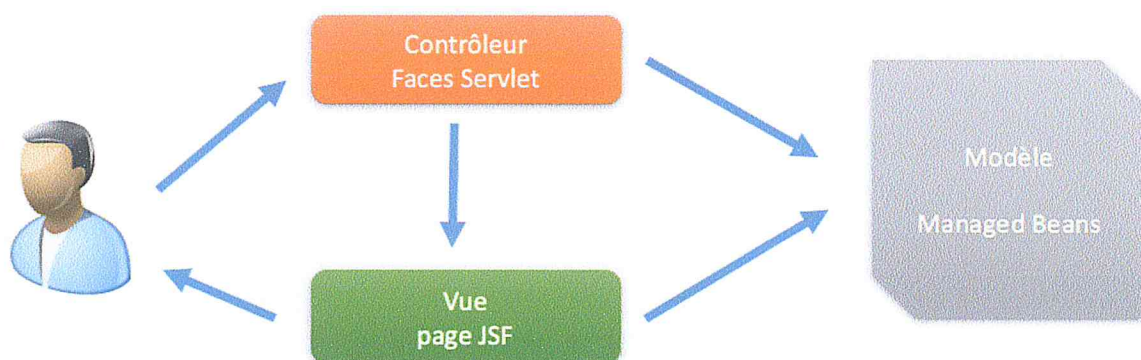 Contrôleur
Faces Servlet
Modèle
Managed Beans
Vue
page JSF